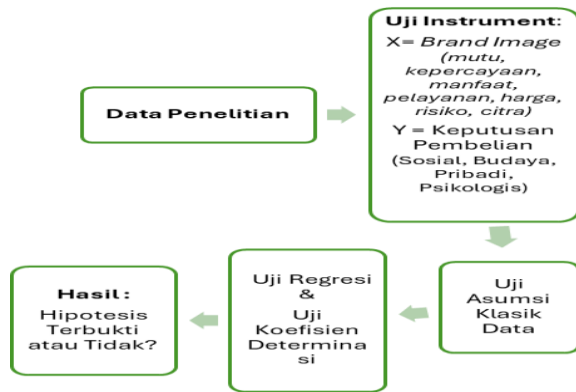 Data Penelitian
Uji Instrument:
X= Brand Image
(mutu,
kepercayaan,
manfaat,
pelayanan, harga,
risiko, citra)
Y = Keputusan
Pembelian
(Sosial, Budaya,
Pribadi,
Psikologis)
Uji
Asumsi
Klasik
Data
Uji Regresi
&
Uji
Koefisien
Determina
si
Hasil :
Hipotesis
Terbukti
atau Tidak?